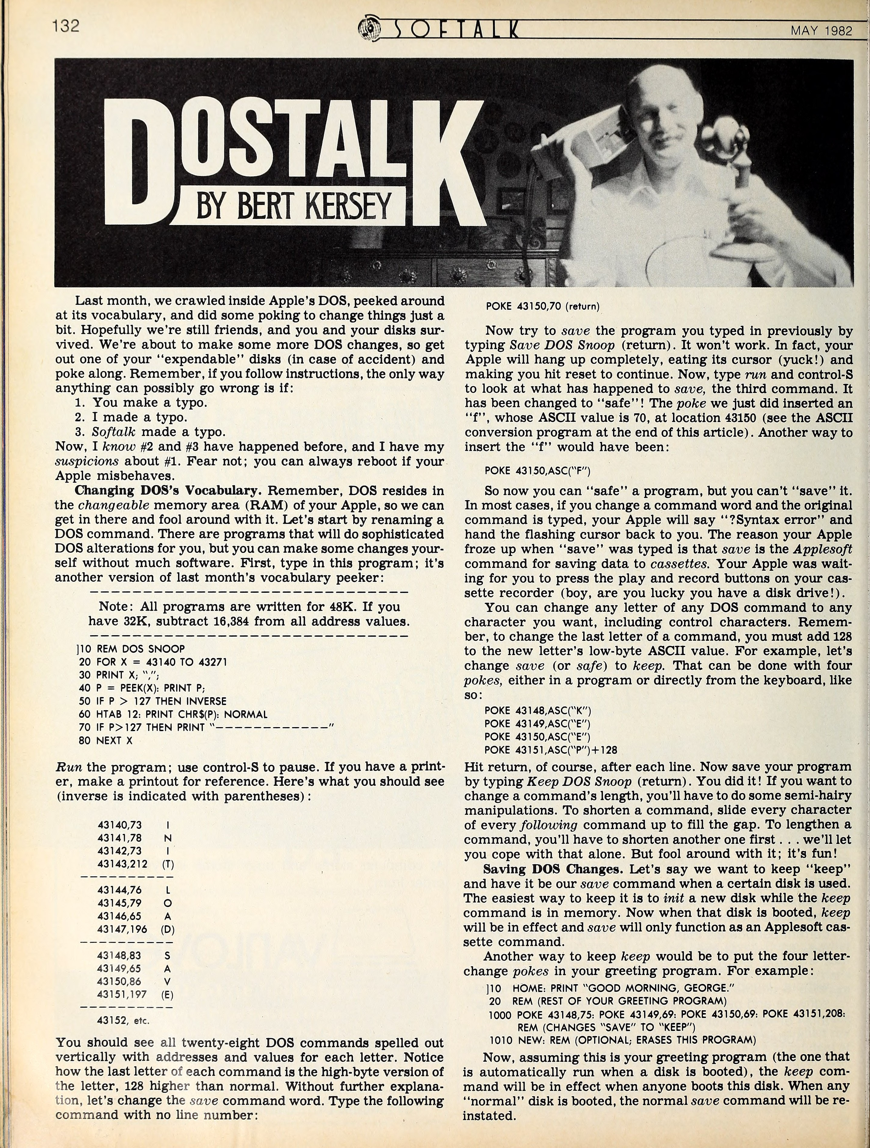 132
SOFTALK
MAY 1982
DOSTALK
BY BERT KERSEY
Last month, we crawled inside Apple's DOS, peeked around
at its vocabulary, and did some poking to change things just a
bit. Hopefully we're still friends, and you and your disks sur-
vived. We're about to make some more DOS changes, so get
out one of your "expendable" disks (in case of accident) and
poke along. Remember, if you follow instructions, the only way
anything can possibly go wrong is if:
1. You make a typo.
2. I made a typo.
3. Softalk made a typo.
Now, I know #2 and #3 have happened before, and I have my
suspicions about #1. Fear not; you can always reboot if your
Apple misbehaves.
Changing DOS's Vocabulary. Remember, DOS resides in
the changeable memory area (RAM) of your Apple, so we can
get in there and fool around with it. Let's start by renaming a
DOS command. There are programs that will do sophisticated
DOS alterations for you, but you can make some changes your-
self without much software. First, type in this program; it's
another version of last month's vocabulary peeker:
Note: All programs are written for 48K. If you
have 32K, subtract 16,384 from all address values.
]10 REM DOS SNOOP
20 FOR X = 43140 TO 43271
30 PRINT X; ",";
40 P = PEEK(X): PRINT P;
50 IF P > 127 THEN INVERSE
60 HTAB 12: PRINT CHR$(P): NORMAL
70 IF P>127 THEN PRINT "– – – – – – – – – – – –"
80 NEXT X
Run the program; use control-S to pause. If you have a print-
er, make a printout for reference. Here's what you should see
(inverse is indicated with parentheses):
43140,73 I
43141,78 N
43142,73 I
43143,212 (T)
43144,76 L
43145,79 O
43146,65 A
43147,196 (D)
43148,83 S
43149,65 A
43150,86 V
43151,197 (E)
43152, etc.
You should see all twenty-eight DOS commands spelled out
vertically with addresses and values for each letter. Notice
how the last letter of each command is the high-byte version of
the letter, 128 higher than normal. Without further explana-
tion, let's change the save command word. Type the following
command with no line number:
POKE 43150,70 (return)
Now try to save the program you typed in previously by
typing Save DOS Snoop (return). It won't work. In fact, your
Apple will hang up completely, eating its cursor (yuck!) and
making you hit reset to continue. Now, type run and control-S
to look at what has happened to save, the third command. It
has been changed to "safe"! The poke we just did inserted an
"f", whose ASCII value is 70, at location 43150 (see the ASCII
conversion program at the end of this article). Another way to
insert the "f" would have been:
POKE 43150,ASC("F")
So now you can "safe" a program, but you can't "save" it.
In most cases, if you change a command word and the original
command is typed, your Apple will say "?Syntax error" and
hand the flashing cursor back to you. The reason your Apple
froze up when "save" was typed is that save is the Applesoft
command for saving data to cassettes. Your Apple was wait-
ing for you to press the play and record buttons on your cas-
sette recorder (boy, are you lucky you have a disk drive!).
You can change any letter of any DOS command to any
character you want, including control characters. Remem-
ber, to change the last letter of a command, you must add 128
to the new letter's low-byte ASCII value. For example, let's
change save (or safe) to keep. That can be done with four
pokes, either in a program or directly from the keyboard, like
so:
POKE 43148,ASC("K")
POKE 43149,ASC("E")
POKE 43150,ASC("E")
POKE 43151,ASC("P")+128
Hit return, of course, after each line. Now save your program
by typing Keep DOS Snoop (return). You did it! If you want to
change a command's length, you'll have to do some semi-hairy
manipulations. To shorten a command, slide every character
of every following command up to fill the gap. To lengthen a
command, you'll have to shorten another one first . . . we'll let
you cope with that alone. But fool around with it; it's fun!
Saving DOS Changes. Let's say we want to keep "keep"
and have it be our save command when a certain disk is used.
The easiest way to keep it is to init a new disk while the keep
command is in memory. Now when that disk is booted, keep
will be in effect and save will only function as an Applesoft cas-
sette command.
Another way to keep keep would be to put the four letter-
change pokes in your greeting program. For example:
]10 HOME: PRINT "GOOD MORNING, GEORGE."
20 REM (REST OF YOUR GREETING PROGRAM)
1000 POKE 43148,75: POKE 43149,69: POKE 43150,69: POKE 43151,208:
REM (CHANGES "SAVE" TO "KEEP")
1010 NEW: REM (OPTIONAL; ERASES THIS PROGRAM)
Now, assuming this is your greeting program (the one that
is automatically run when a disk is booted), the keep com-
mand will be in effect when anyone boots this disk. When any
"normal" disk is booted, the normal save command will be re-
instated.